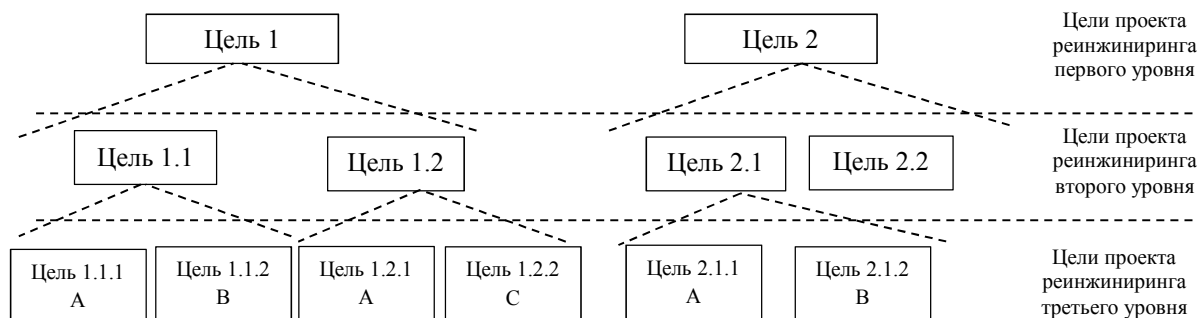 Цель 1
Цель 2
Цели проекта
реинжиниринга
первого уровня
Цель 1.1
Цель 1.2
Цель 2.1
Цель 2.2
Цели проекта
реинжиниринга
второго уровня
Цель 1.1.1
А
Цель 1.1.2
В
Цель 1.2.1
А
Цель 1.2.2
С
Цель 2.1.1
А
Цель 2.1.2
В
Цели проекта
реинжиниринга
третьего уровня